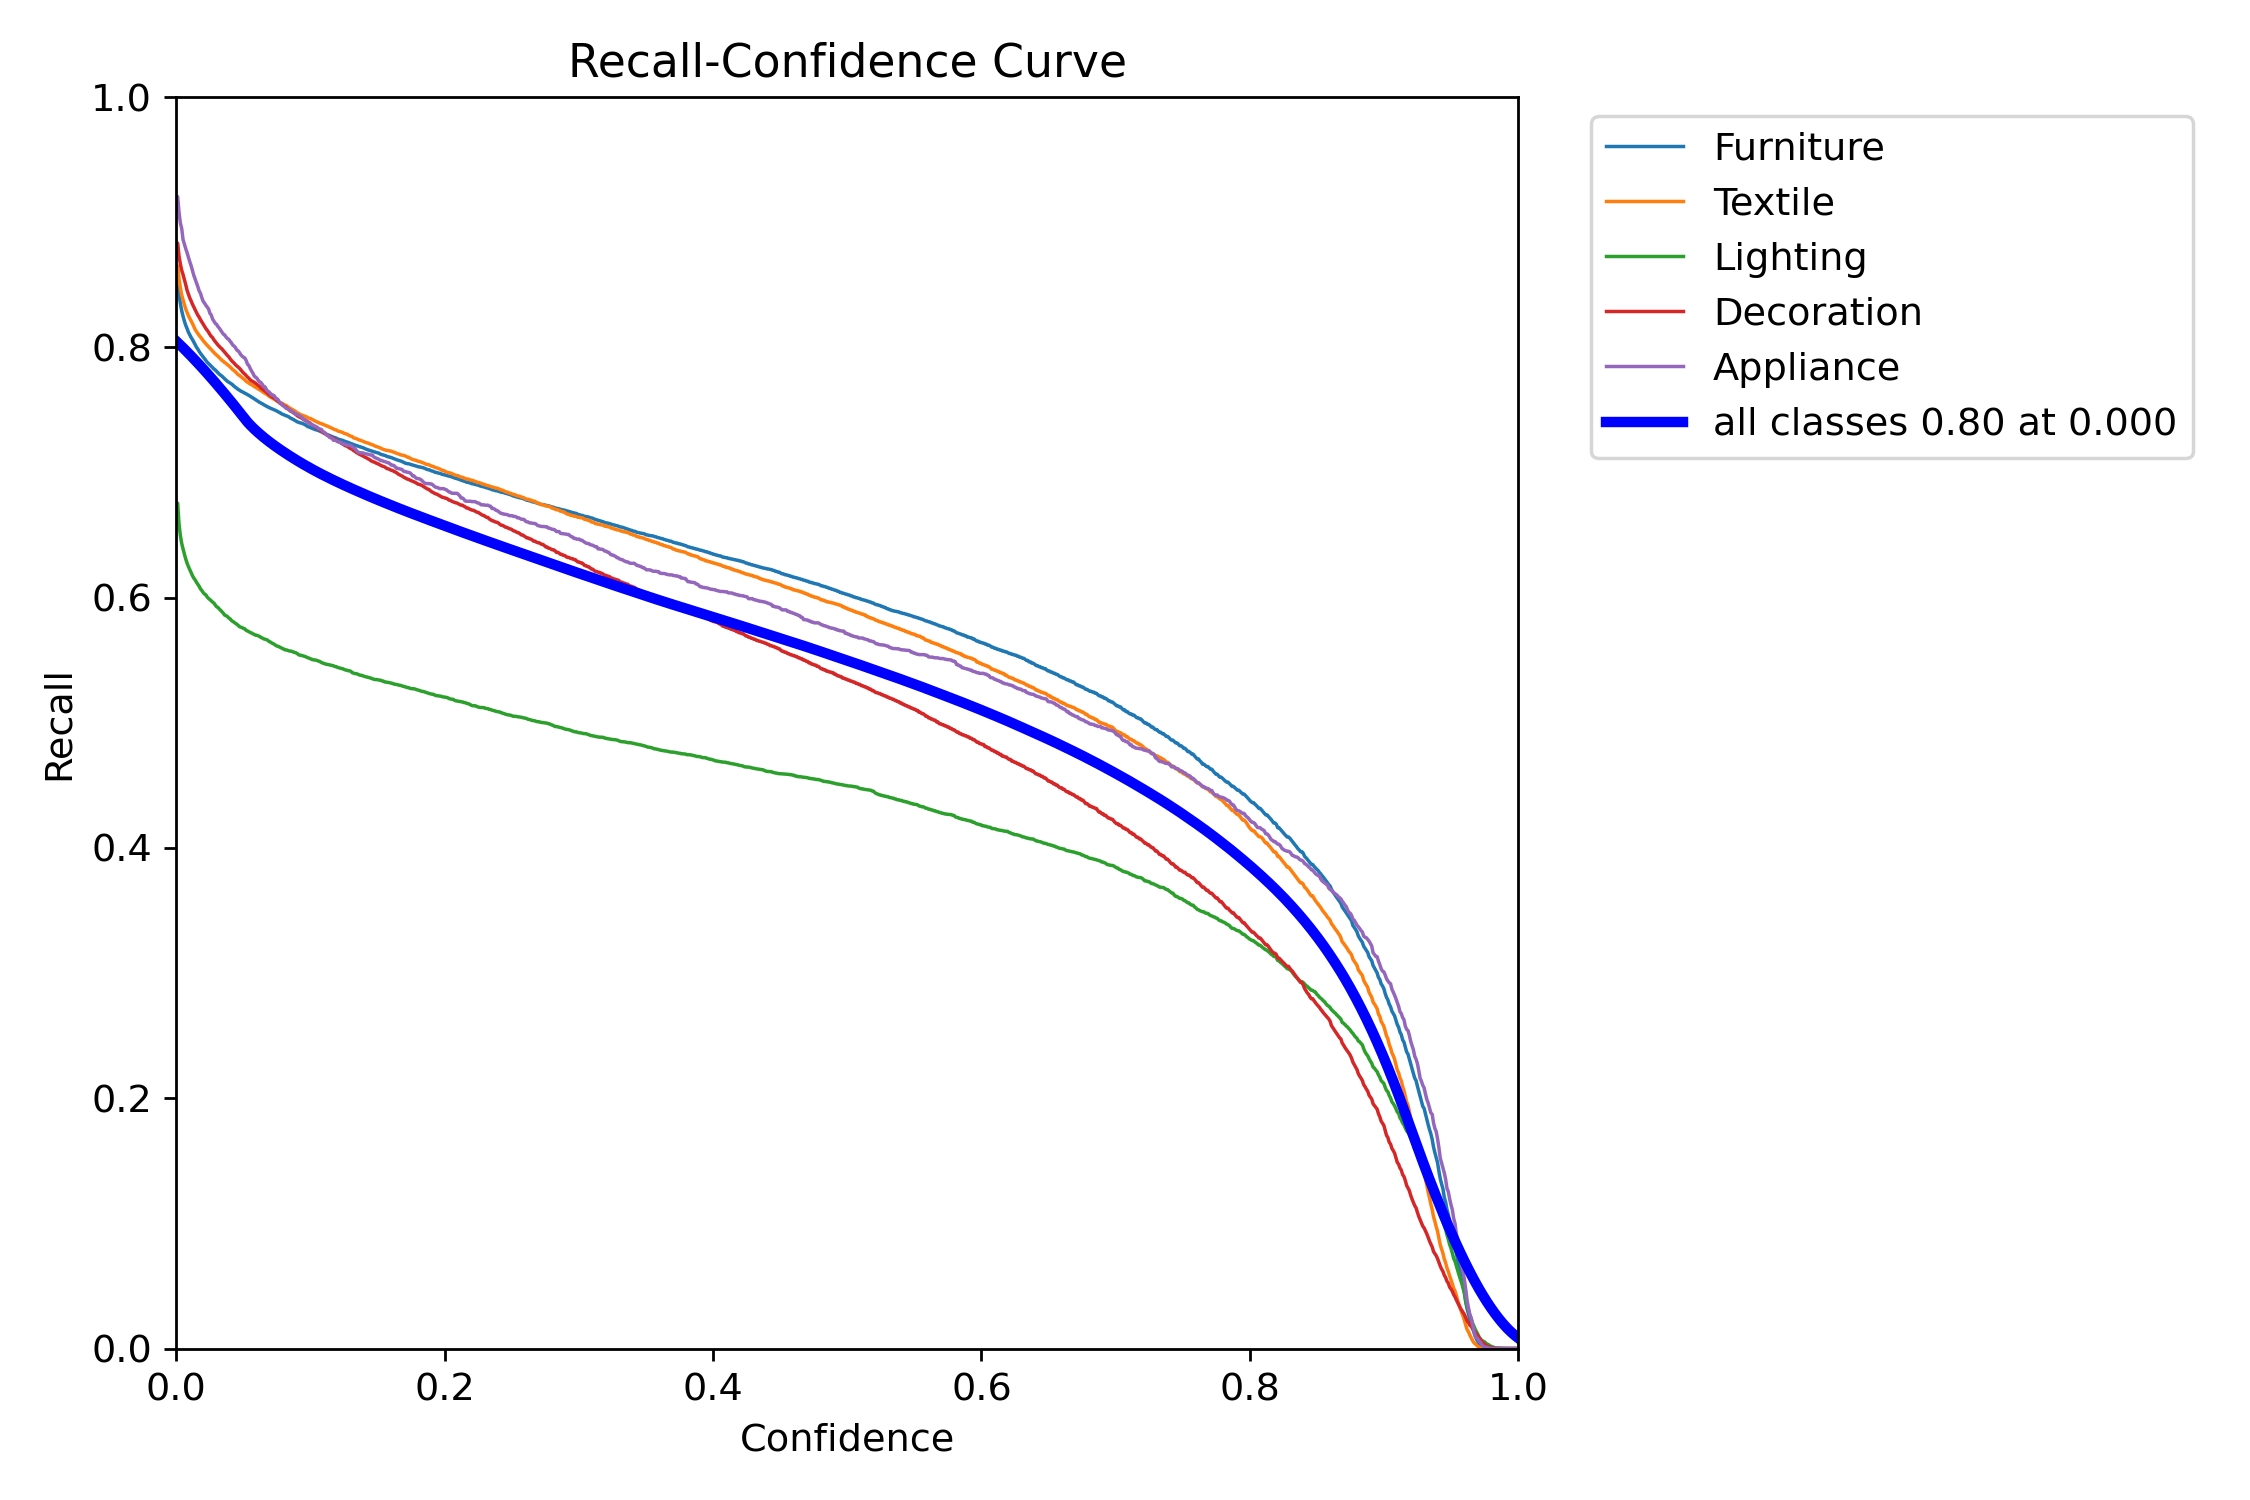 Recall-Confidence Curve
1.0
0.8
0.6
0.4
0.2
0.0
Recall
0.0 0.2 0.4 0.6 0.8 1.0
Confidence
Furniture
Textile
Lighting
Decoration
Appliance
all classes 0.80 at 0.000